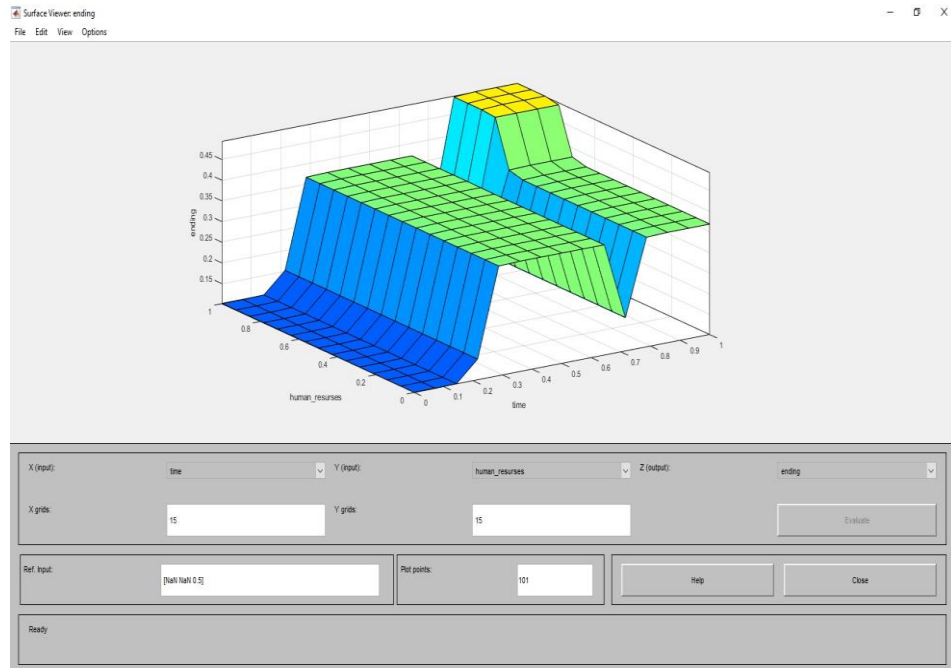 Surface Viewer: ending
File Edit View Options
0.45
0.4
0.35
0.3
0.25
0.2
0.15
ending
1
0.8
0.6
0.4
0.2
0
human_resurses
0
0.1
0.2
0.3
0.4
0.5
0.6
0.7
0.8
0.9
1
time
X (input): time Y (input): human_resurses Z (output): ending
X grids: 15 Y grids: 15 Evaluate
Ref. Input: [NaN NaN 0.5] Plot points: 101 Help Close
Ready